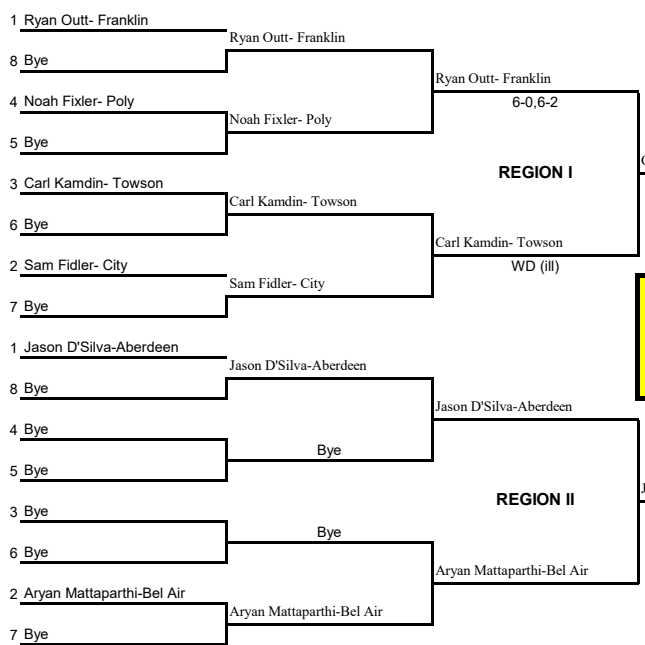 1 Ryan Outt- Franklin
Ryan Outt- Franklin
8 Bye
Ryan Outt- Franklin
4 Noah Fixler- Poly
6-0,6-2
Noah Fixler- Poly
5 Bye
REGION I
3 Carl Kamdin- Towson
Carl Kamdin- Towson
6 Bye
Carl Kamdin- Towson
2 Sam Fidler- City
WD (ill)
Sam Fidler- City
7 Bye
1 Jason D'Silva-Aberdeen
Jason D'Silva-Aberdeen
8 Bye
Jason D'Silva-Aberdeen
4 Bye
Bye
5 Bye
REGION II
3 Bye
Bye
6 Bye
Aryan Mattaparthi-Bel Air
2 Aryan Mattaparthi-Bel Air
Aryan Mattaparthi-Bel Air
7 Bye